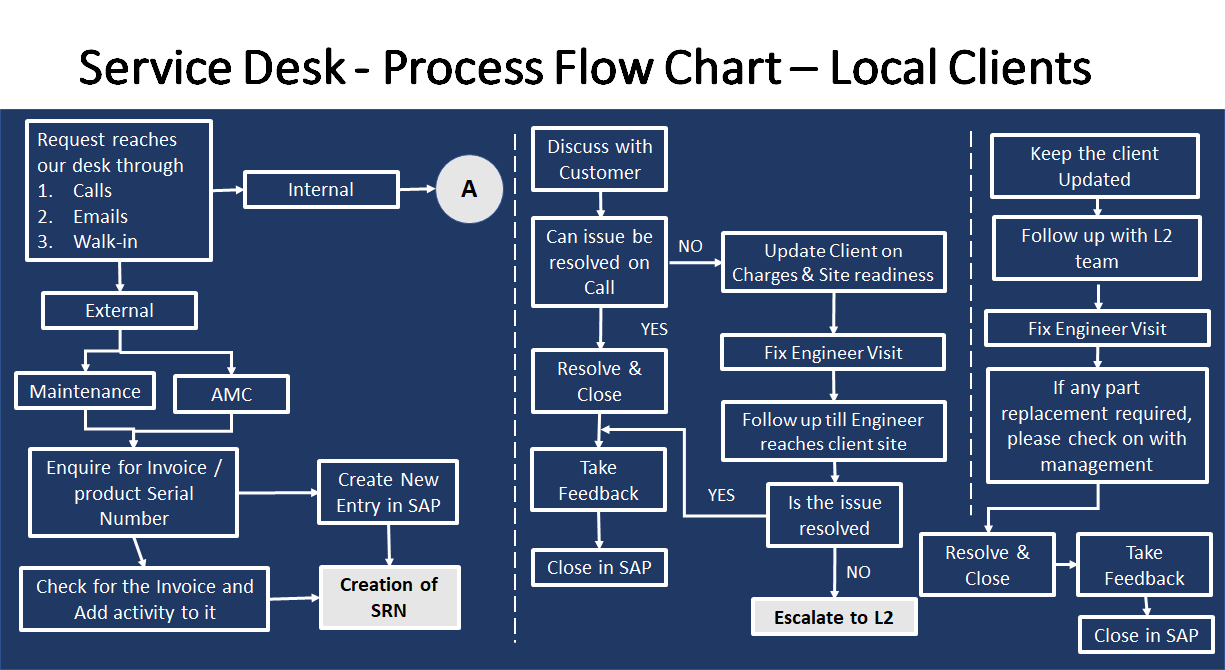 Service Desk - Process Flow Chart – Local Clients
Request reaches
our desk through
1. Calls
2. Emails
3. Walk-in
Internal
A
External
Maintenance
AMC
Enquire for Invoice /
product Serial
Number
Create New
Entry in SAP
Check for the Invoice and
Add activity to it
Creation of
SRN
Discuss with
Customer
Can issue be
resolved on
Call
NO
YES
Resolve &
Close
Take
Feedback
Close in SAP
Update Client on
Charges & Site readiness
Fix Engineer Visit
Follow up till Engineer
reaches client site
YES
Is the issue
resolved
NO
Escalate to L2
Keep the client
Updated
Follow up with L2
team
Fix Engineer Visit
If any part
replacement required,
please check on with
management
Resolve &
Close
Take
Feedback
Close in SAP